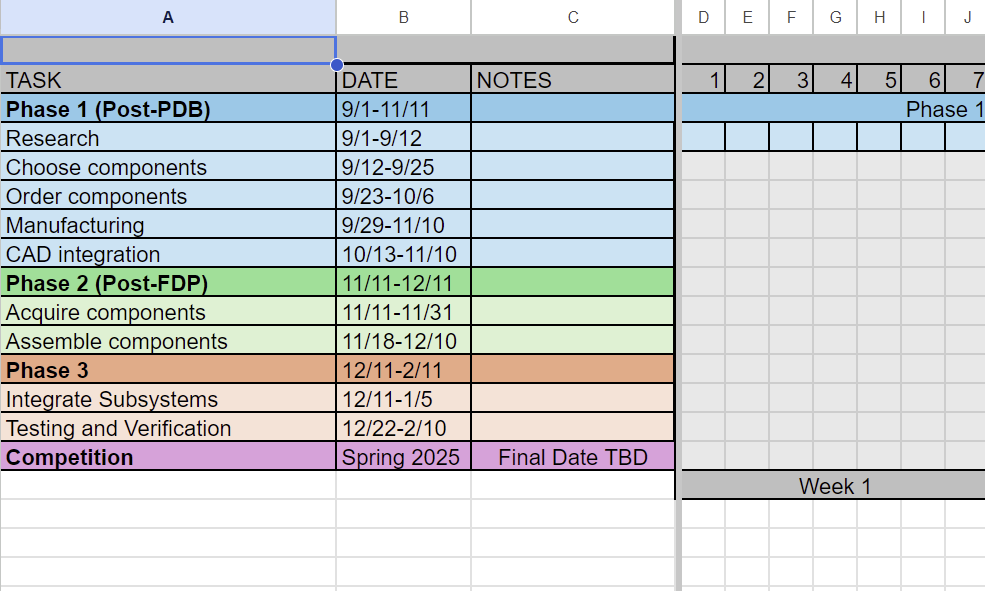 A B C D E F G H I J
TASK DATE NOTES 1 2 3 4 5 6 7
Phase 1 (Post-PDB) 9/1-11/11 Phase 1
Research 9/1-9/12
Choose components 9/12-9/25
Order components 9/23-10/6
Manufacturing 9/29-11/10
CAD integration 10/13-11/10
Phase 2 (Post-FDP) 11/11-12/11
Acquire components 11/11-11/31
Assemble components 11/18-12/10
Phase 3 12/11-2/11
Integrate Subsystems 12/11-1/5
Testing and Verification 12/22-2/10
Competition Spring 2025 Final Date TBD
Week 1